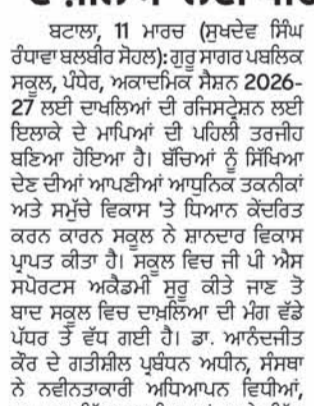 ਬਟਾਲਾ, 11 ਮਾਰਚ (ਸੁਖਦੇਵ ਸਿੰਘ
ਰੰਧਾਵਾ ਬਲਬੀਰ ਸੋਹਲ): ਗੁਰੂ ਸਾਗਰ ਪਬਲਿਕ
ਸਕੂਲ, ਪੰਧੇਰ, ਅਕਾਦਮਿਕ ਸੈਸ਼ਨ 2026-
27 ਲਈ ਦਾਖਲਿਆਂ ਦੀ ਰਜਿਸਟ੍ਰੇਸ਼ਨ ਲਈ
ਇਲਾਕੇ ਦੇ ਮਾਪਿਆਂ ਦੀ ਪਹਿਲੀ ਤਰਜੀਹ
ਬਣਿਆ ਹੋਇਆ ਹੈ। ਬੱਚਿਆਂ ਨੂੰ ਸਿੱਖਿਆ
ਦੇਣ ਦੀਆਂ ਆਪਣੀਆਂ ਆਧੁਨਿਕ ਤਕਨੀਕਾਂ
ਅਤੇ ਸਮੁੱਚੇ ਵਿਕਾਸ 'ਤੇ ਧਿਆਨ ਕੇਂਦਰਿਤ
ਕਰਨ ਕਾਰਨ ਸਕੂਲ ਨੇ ਸ਼ਾਨਦਾਰ ਵਿਕਾਸ
ਪ੍ਰਾਪਤ ਕੀਤਾ ਹੈ। ਸਕੂਲ ਵਿਚ ਜੀ ਪੀ ਐਸ
ਸਪੋਰਟਸ ਅਕੈਡਮੀ ਸ਼ੁਰੂ ਕੀਤੇ ਜਾਣ ਤੋਂ
ਬਾਦ ਸਕੂਲ ਵਿਚ ਦਾਖ਼ਲਿਆ ਦੀ ਮੰਗ ਵੱਡੇ
ਪੱਧਰ ਤੇ ਵੱਧ ਗਈ ਹੈ। ਡਾ. ਆਨੰਦਜੀਤ
ਕੌਰ ਦੇ ਗਤੀਸ਼ੀਲ ਪ੍ਰਬੰਧਨ ਅਧੀਨ, ਸੰਸਥਾ
ਨੇ ਨਵੀਨਤਾਕਾਰੀ ਅਧਿਆਪਨ ਵਿਧੀਆਂ,